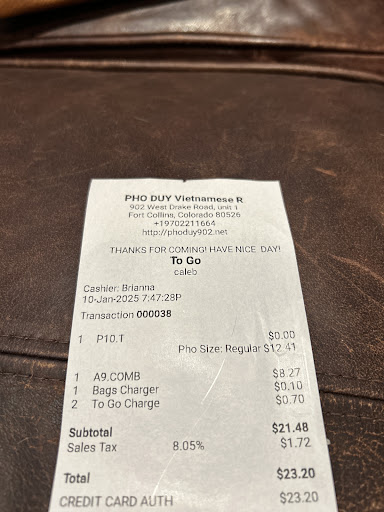 PHO DUY Vietnamese R
902 West Drake Road, unit 1
Fort Collins, Colorado 80526
+19702211664
http://phoduy902.net
THANKS FOR COMING! HAVE NICE DAY!
To Go
caleb
Cashier: Brianna
10-Jan-2025 7:47:28P
Transaction 000038
1 P10.T $0.00
Pho Size: Regular $12.41
1 A9.COMB $8.27
1 Bags Charger $0.10
2 To Go Charge $0.70
Subtotal $21.48
Sales Tax 8.05% $1.72
Total $23.20
CREDIT CARD AUTH $23.20